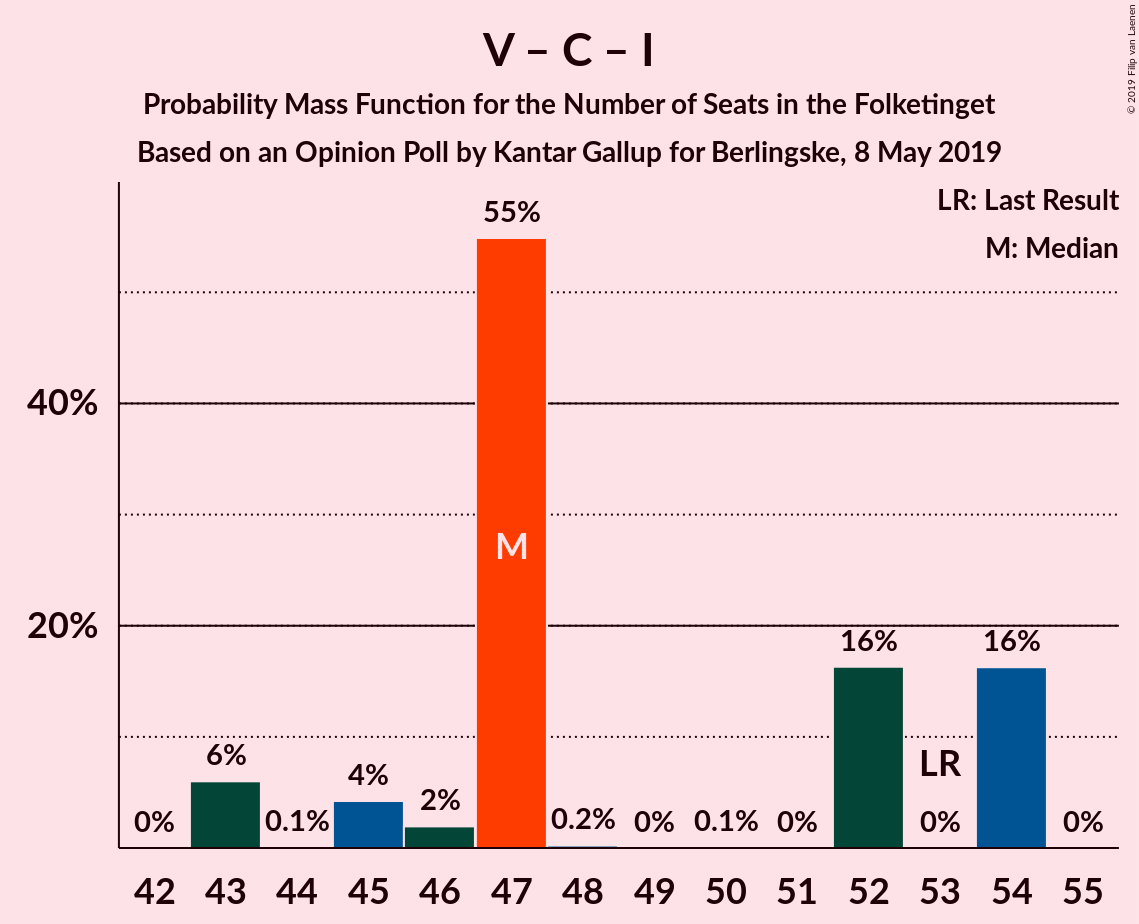 V – C – I
Probability Mass Function for the Number of Seats in the Folketinget
Based on an Opinion Poll by Kantar Gallup for Berlingske, 8 May 2019
© 2019 Filip van Laenen
LR: Last Result
M: Median
55%
40%
M
20%
16% 16%
6% 4% 2% LR
0% 0.1% 0.2% 0% 0.1% 0% 0% 0%
42 43 44 45 46 47 48 49 50 51 52 53 54 55